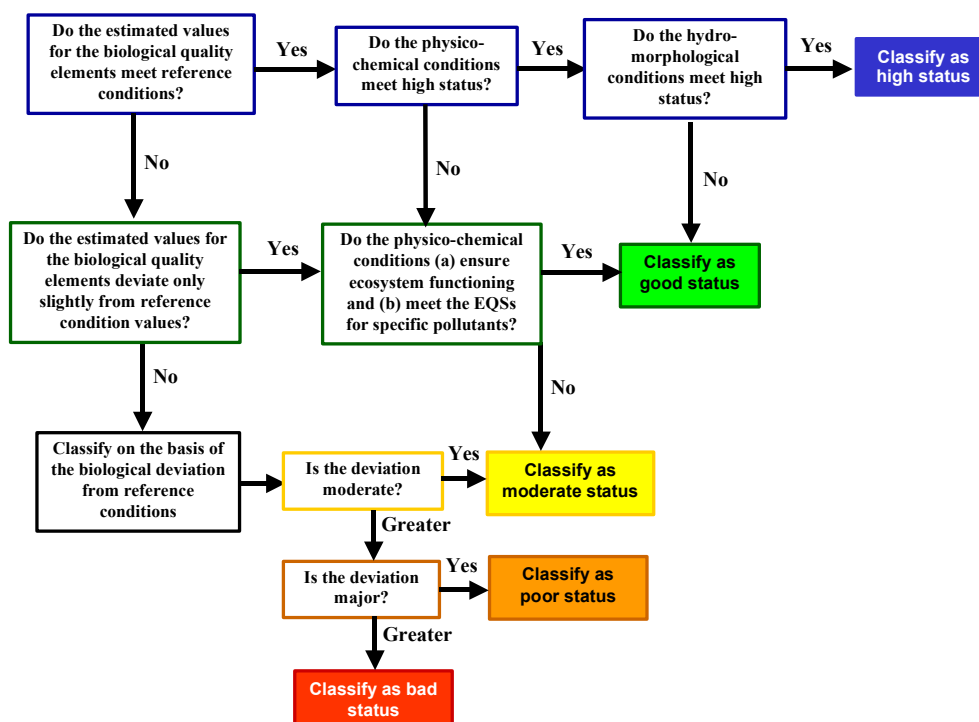 Do the estimated values
for the biological quality
elements meet reference
conditions?
Yes
Do the physico-
chemical conditions
meet high status?
Yes
Do the hydro-
morphological
conditions meet high
status?
Yes
Classify as
high status
No
No
No
Do the estimated values for
the biological quality
elements deviate only
slightly from reference
condition values?
Yes
Do the physico-chemical
conditions (a) ensure
ecosystem functioning
and (b) meet the EQSs
for specific pollutants?
Yes
Classify as
good status
No
No
Classify on the basis of
the biological deviation
from reference
conditions
Is the deviation
moderate?
Yes
Classify as
moderate status
Greater
Is the deviation
major?
Yes
Classify as
poor status
Greater
Classify as bad
status